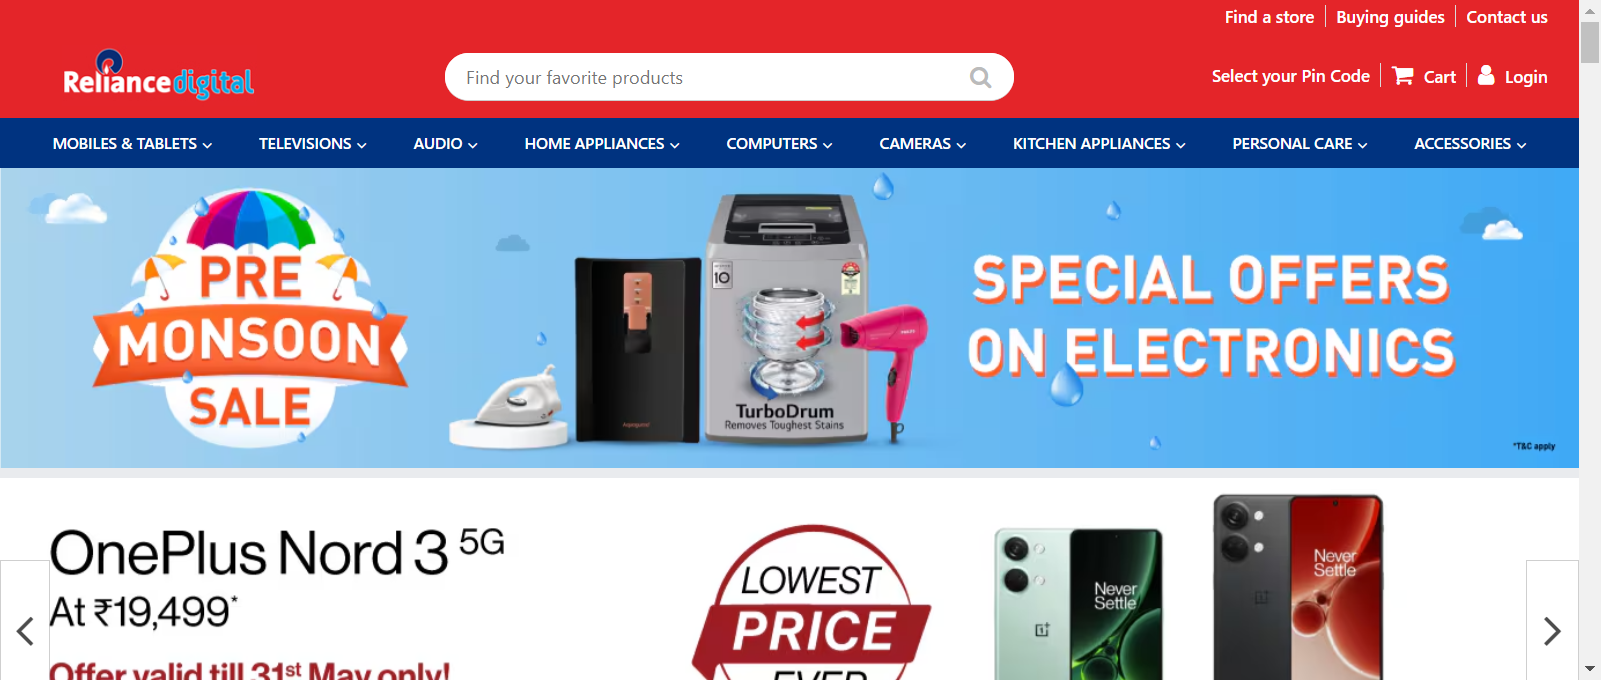 Find a store
Buying guides
Contact us
Reliance digital
Find your favorite products
Select your Pin Code
Cart
Login
MOBILES & TABLETS
TELEVISIONS
AUDIO
HOME APPLIANCES
COMPUTERS
CAMERAS
KITCHEN APPLIANCES
PERSONAL CARE
ACCESSORIES
PRE
MONSOON
SALE
10
Aquaguard
TurboDrum
Removes Toughest Stains
PHILIPS
SPECIAL OFFERS
ON ELECTRONICS
*T&C apply
OnePlus Nord 3 5G
At ₹19,499*
Offer valid till 31st May only!
LOWEST
PRICE
EVER
Never
Settle
Never
Settle